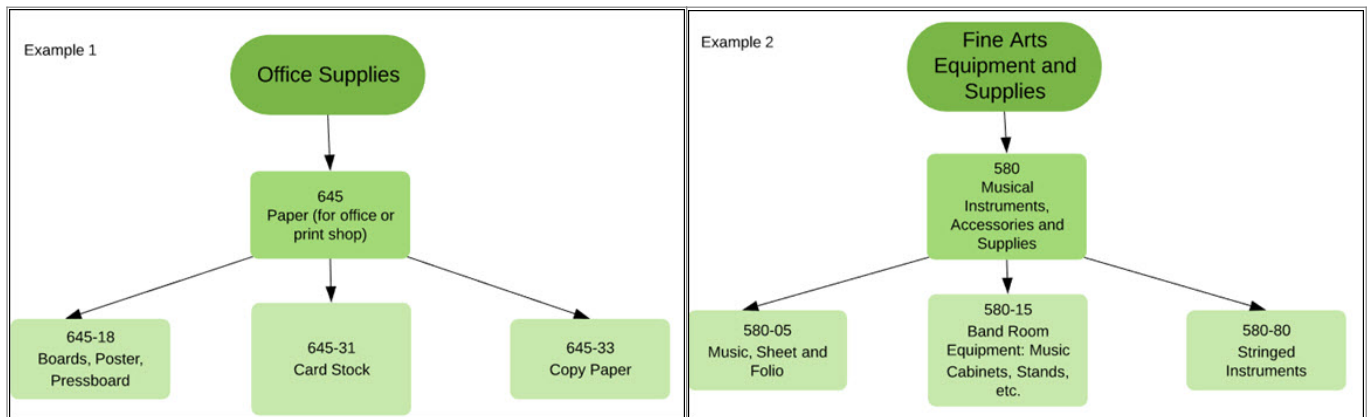 Example 1
Office Supplies
645
Paper (for office or
print shop)
645-18
Boards, Poster,
Pressboard
645-31
Card Stock
645-33
Copy Paper
Example 2
Fine Arts
Equipment and
Supplies
580
Musical
Instruments,
Accessories and
Supplies
580-05
Music, Sheet and
Folio
580-15
Band Room
Equipment: Music
Cabinets, Stands,
etc.
580-80
Stringed
Instruments